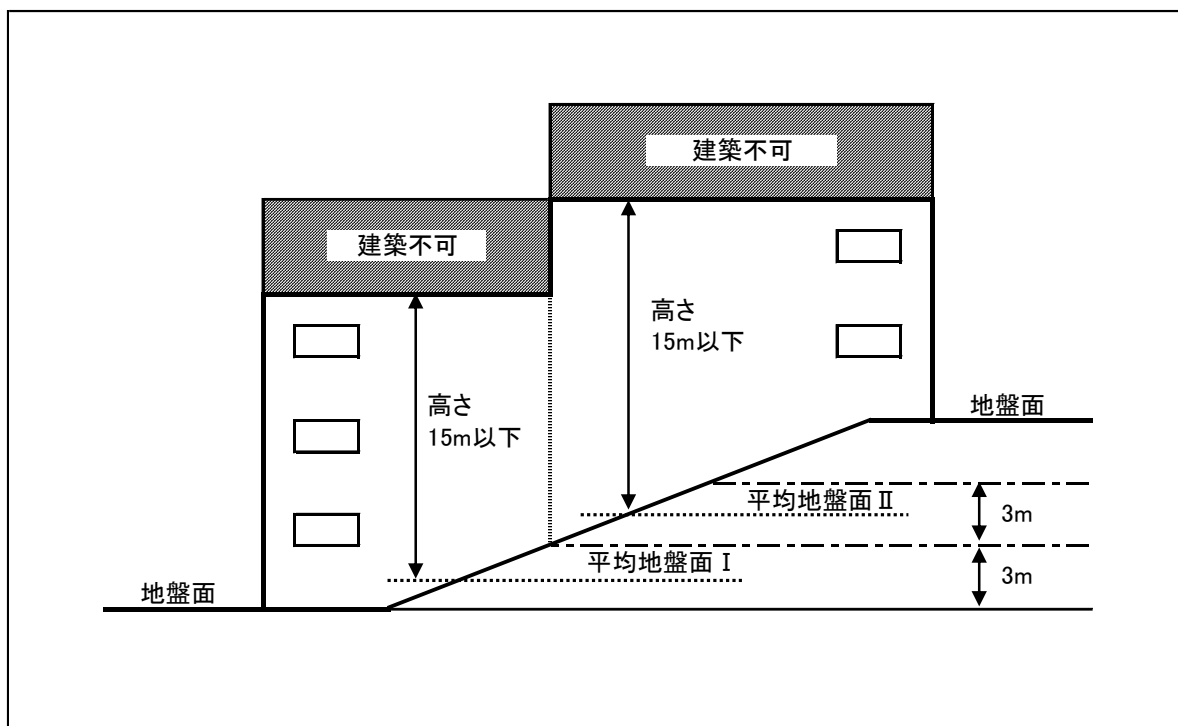 建築不可
建築不可
高さ
15m以下
高さ
15m以下
地盤面
平均地盤面Ⅱ
3m
平均地盤面Ⅰ
3m
地盤面